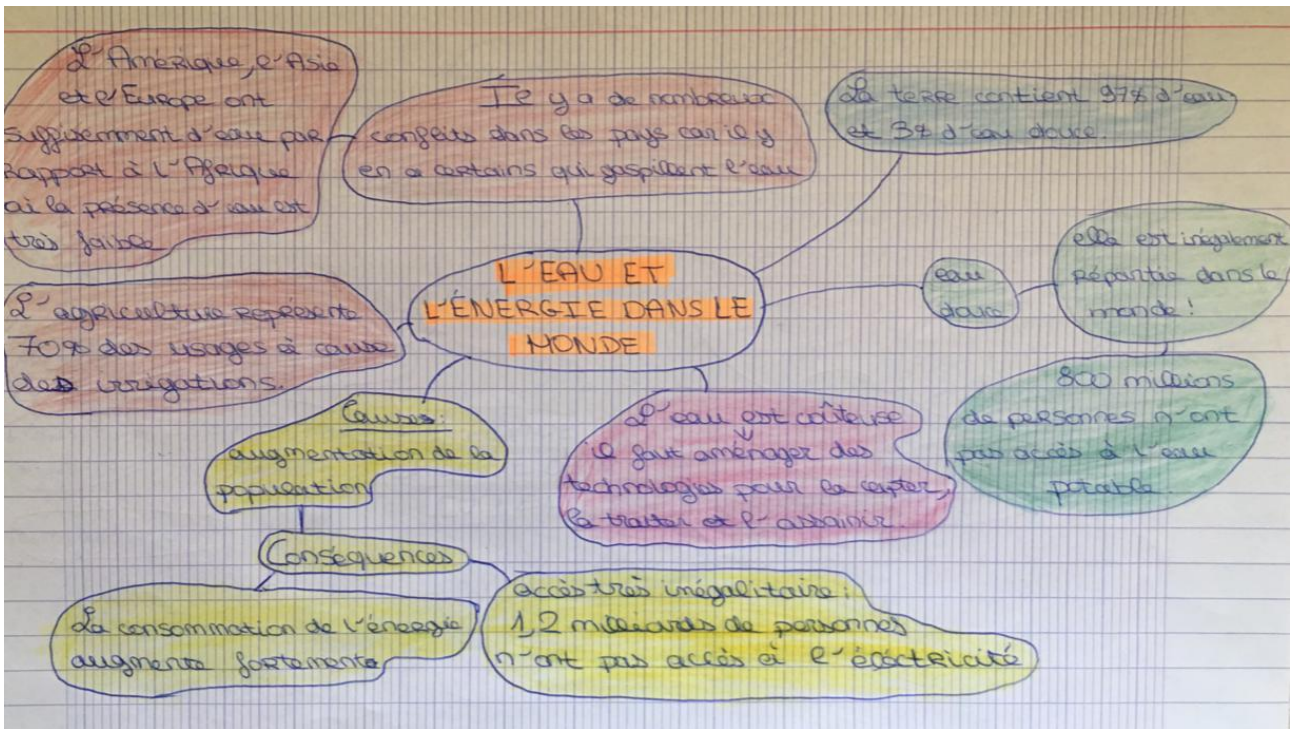 L'Amérique, l'Asie
et l'Europe ont
suffisemment d'eau par
rapport à l'Afrique
où la présence d'eau est
très faible
Il y a de nombreux
conflits dans les pays car il y
en a certains qui gaspillent l'eau
La terre contient 97% d'eau
et 3% d'eau douce.
L'EAU ET
L'ÉNERGIE DANS LE
MONDE
eau
douce
elle est inégalement
répartie dans le
monde !
800 millions
de personnes n'ont
pas accès à l'eau
potable.
L'agriculture représente
70% des usages à cause
des irrigations.
Causes :
augmentation de la
population
L'eau est coûteuse
il faut aménager des
technologies pour la capter,
la traiter et l'assainir.
Conséquences
La consommation de l'énergie
augmente fortemente
accès très inégalitaire :
1,2 milliards de personnes
n'ont pas accès à l'éléctricité